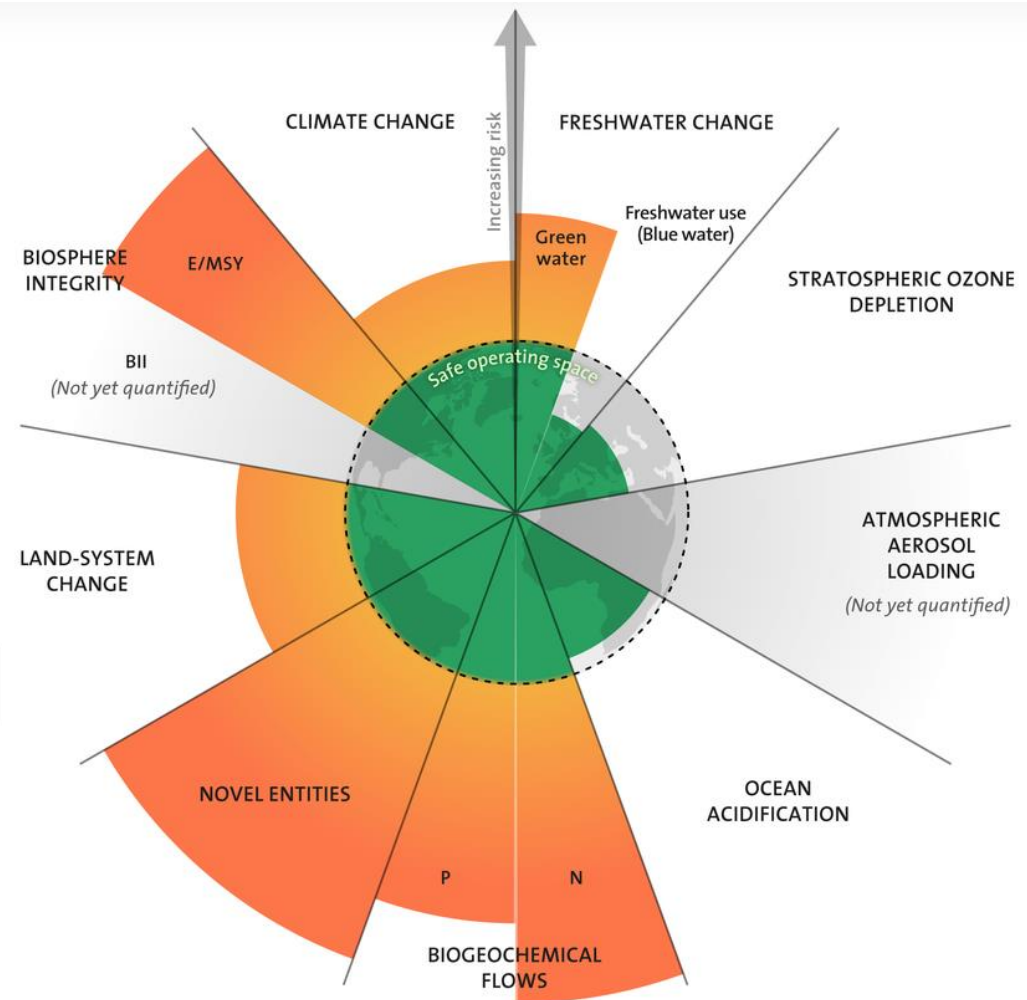 Increasing risk
CLIMATE CHANGE
FRESHWATER CHANGE
Green
water
Freshwater use
(Blue water)
STRATOSPHERIC OZONE
DEPLETION
BIOSPHERE
INTEGRITY
E/MSY
BII
(Not yet quantified)
Safe operating space
ATMOSPHERIC
AEROSOL
LOADING
(Not yet quantified)
LAND-SYSTEM
CHANGE
NOVEL ENTITIES
OCEAN
ACIDIFICATION
P
N
BIOGEOCHEMICAL
FLOWS